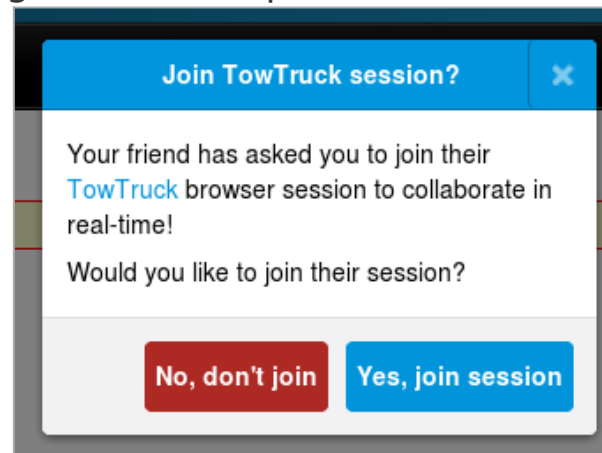 Join TowTruck session? ×
Your friend has asked you to join their
TowTruck browser session to collaborate in
real-time!
Would you like to join their session?
No, don't join Yes, join session